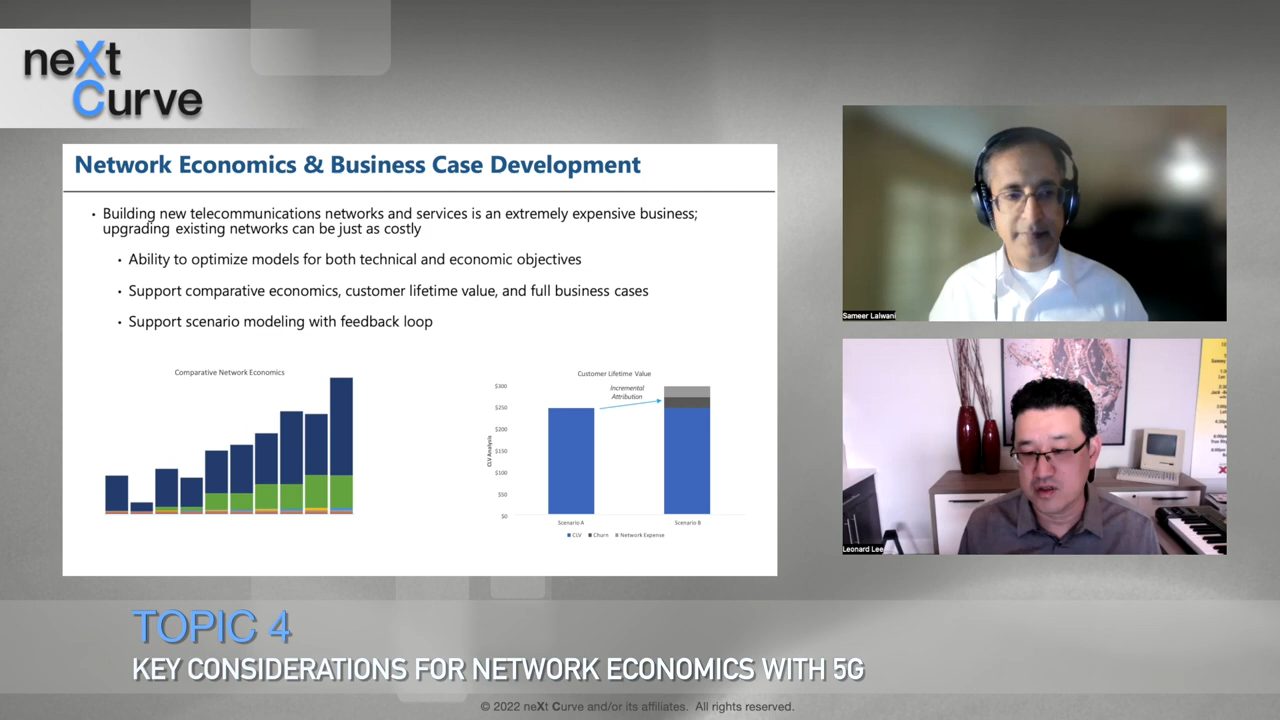 neXt
Curve
Network Economics & Business Case Development
• Building new telecommunications networks and services is an extremely expensive business;
upgrading existing networks can be just as costly
• Ability to optimize models for both technical and economic objectives
• Support comparative economics, customer lifetime value, and full business cases
• Support scenario modeling with feedback loop
Comparative Network Economics
Customer Lifetime Value
Incremental
Attribution
CLV Analysis
$300
$250
$200
$150
$100
$50
$0
Scenario A
Scenario B
CLV
Churn
Network Expense
Sameer Lalwani
Leonard Lee
TOPIC 4
KEY CONSIDERATIONS FOR NETWORK ECONOMICS WITH 5G
© 2022 neXt Curve and/or its affiliates. All rights reserved.